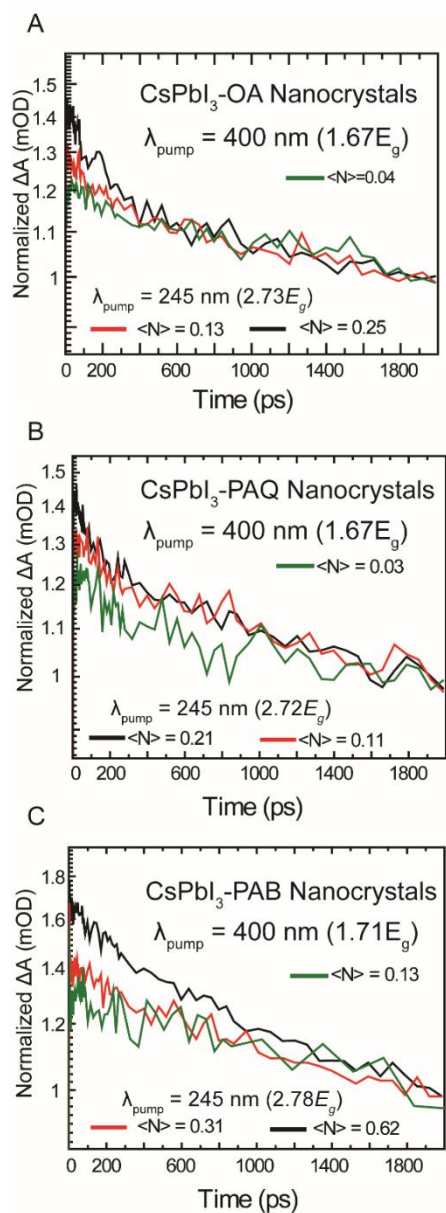 A
Normalized ΔA (mOD)
1.5
1.4
1.3
1.2
1.1
1
CsPbI3-OA Nanocrystals
λpump = 400 nm (1.67Eg)
<N>=0.04
λpump = 245 nm (2.73Eg)
<N> = 0.13 <N> = 0.25
0 200 600 1000 1400 1800
Time (ps)
B
Normalized ΔA (mOD)
1.5
1.4
1.3
1.2
1.1
1
CsPbI3-PAQ Nanocrystals
λpump = 400 nm (1.67Eg)
<N> = 0.03
λpump = 245 nm (2.72Eg)
<N> = 0.21 <N> = 0.11
0 200 600 1000 1400 1800
Time (ps)
C
Normalized ΔA (mOD)
1.8
1.6
1.4
1.2
1
CsPbI3-PAB Nanocrystals
λpump = 400 nm (1.71Eg)
<N> = 0.13
λpump = 245 nm (2.78Eg)
<N> = 0.31 <N> = 0.62
0 200 600 1000 1400 1800
Time (ps)